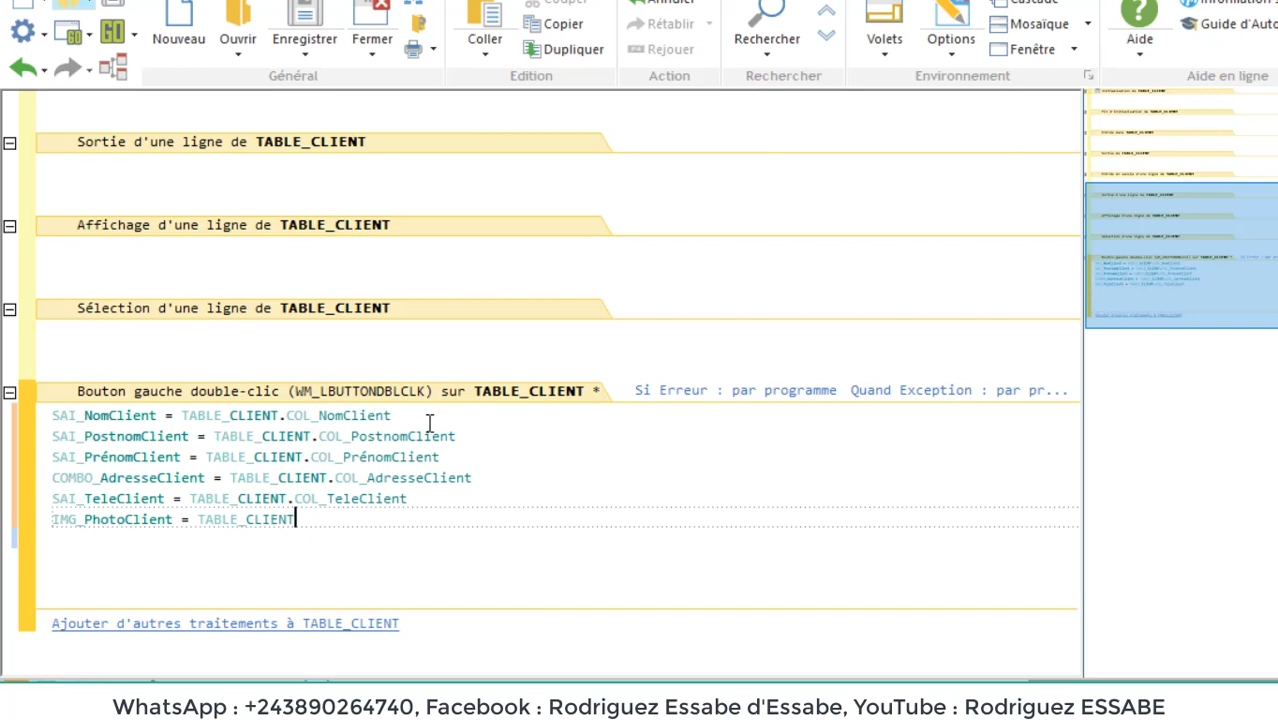 Couper
Annuler
Cascade
Information
Copier
Rétablir
Mosaïque
Guide d'Auto
Nouveau
Ouvrir
Enregistrer
Fermer
Coller
Dupliquer
Rejouer
Rechercher
Volets
Options
Fenêtre
Aide
Général
Edition
Action
Rechercher
Environnement
Aide en ligne
Sortie d'une ligne de TABLE_CLIENT
Affichage d'une ligne de TABLE_CLIENT
Sélection d'une ligne de TABLE_CLIENT
Bouton gauche double-clic (WM_LBUTTONDBLCLK) sur TABLE_CLIENT * Si Erreur : par programme Quand Exception : par pr...
SAI_NomClient = TABLE_CLIENT.COL_NomClient
SAI_PostnomClient = TABLE_CLIENT.COL_PostnomClient
SAI_PrénomClient = TABLE_CLIENT.COL_PrénomClient
COMBO_AdresseClient = TABLE_CLIENT.COL_AdresseClient
SAI_TeleClient = TABLE_CLIENT.COL_TeleClient
IMG_PhotoClient = TABLE_CLIENT
Ajouter d'autres traitements à TABLE_CLIENT
WhatsApp : +243890264740, Facebook : Rodriguez Essabe d'Essabe, YouTube : Rodriguez ESSABE